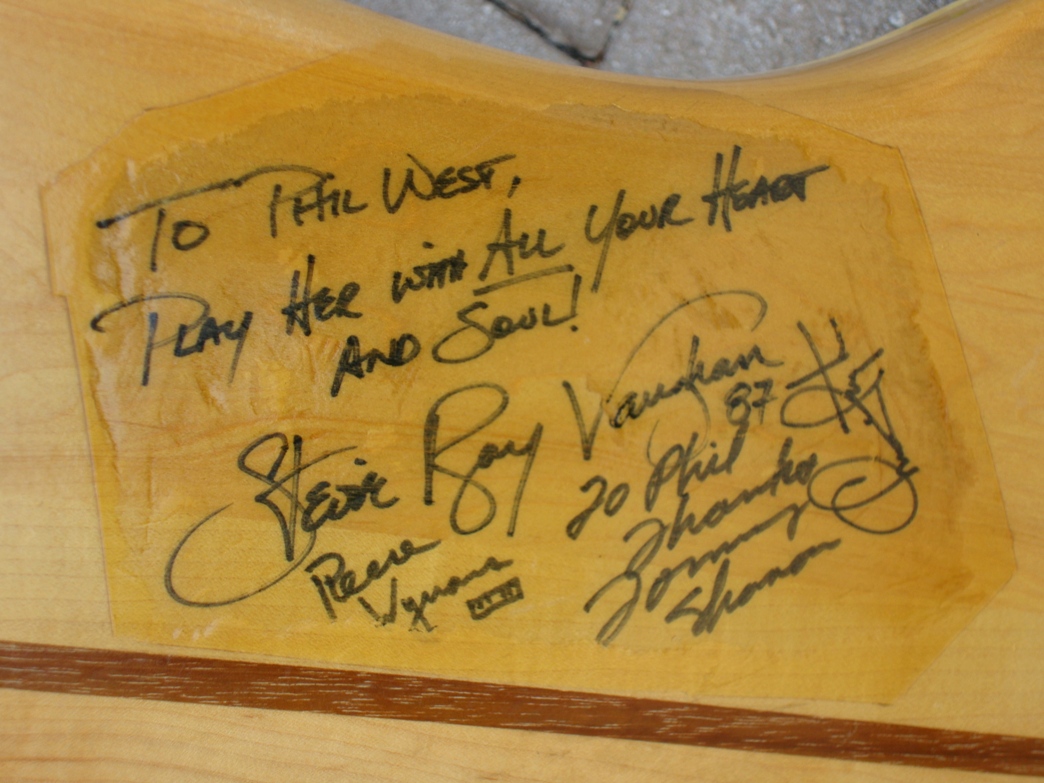 To Phil West,
Play Her with All Your Heart
And Soul!
Stevie Ray Vaughan
87
Reese
Wynans
To Phil
Thanks
Tommy
Shannon